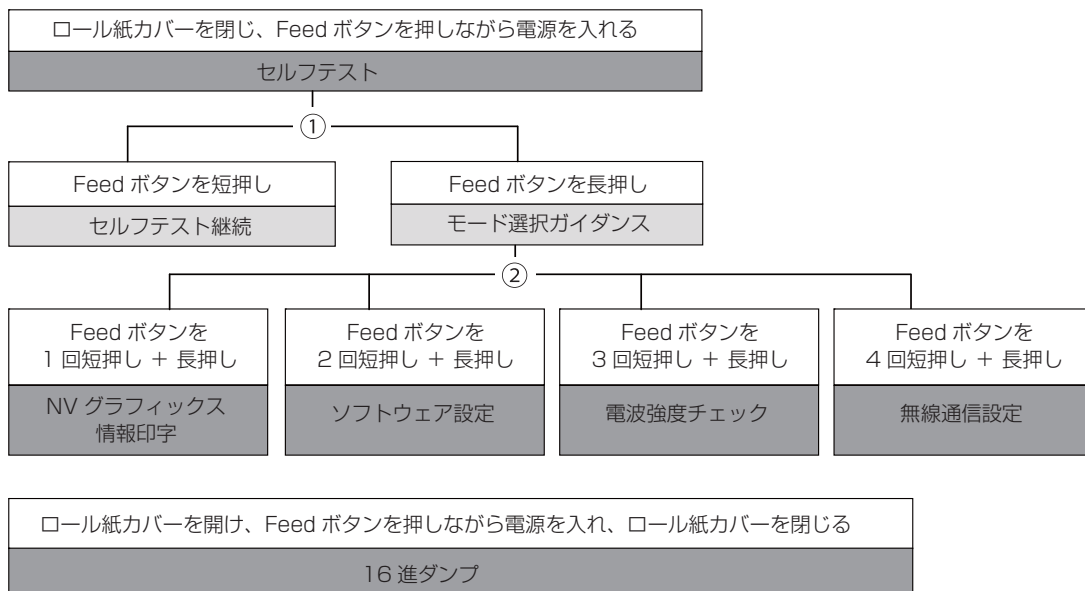 ロール紙カバーを閉じ、Feed ボタンを押しながら電源を入れる
セルフテスト
①
Feed ボタンを短押し
セルフテスト継続
Feed ボタンを長押し
モード選択ガイダンス
②
Feed ボタンを
1 回短押し + 長押し
NV グラフィックス
情報印字
Feed ボタンを
2 回短押し + 長押し
ソフトウェア設定
Feed ボタンを
3 回短押し + 長押し
電波強度チェック
Feed ボタンを
4 回短押し + 長押し
無線通信設定
ロール紙カバーを開け、Feed ボタンを押しながら電源を入れ、ロール紙カバーを閉じる
16 進ダンプ